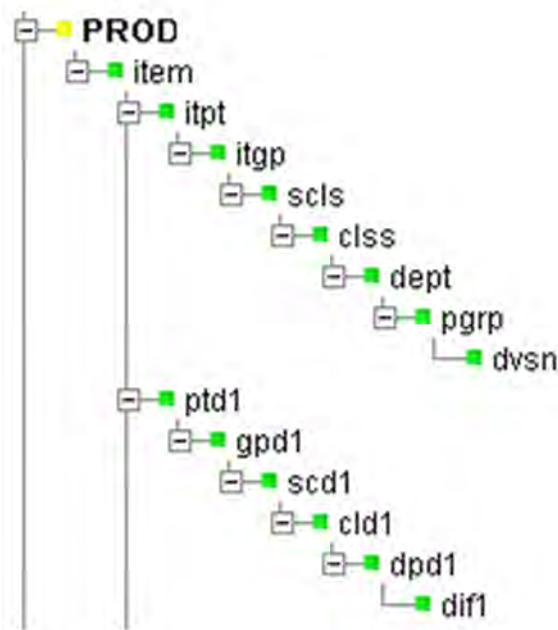 PROD
item
itpt
itgp
scls
clss
dept
pgrp
dvsn
ptd1
gpd1
scd1
cld1
dpd1
dif1